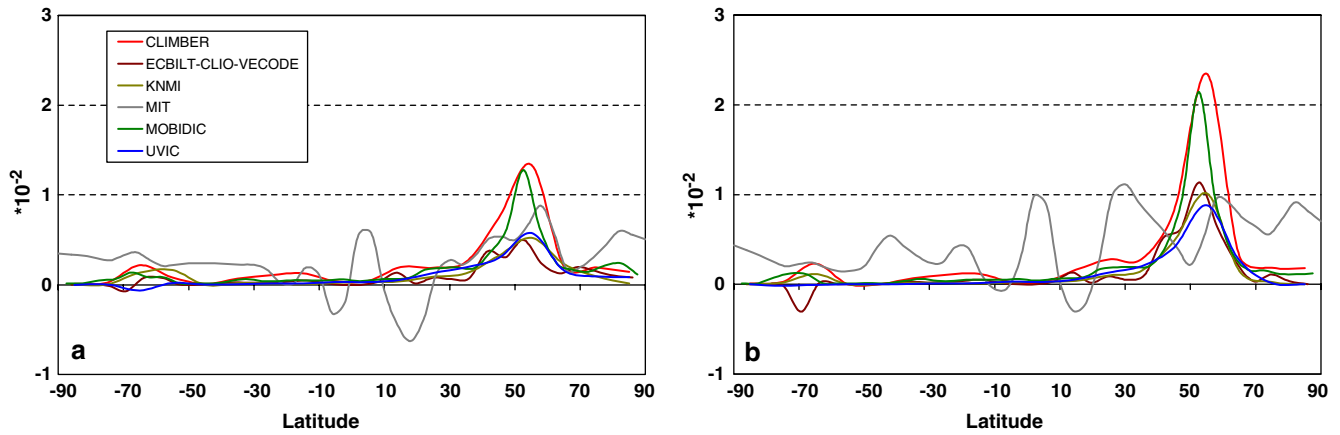 3
2
1
0
-1
*10-2
CLIMBER
ECBILT-CLIO-VECODE
KNMI
MIT
MOBIDIC
UVIC
a
-90 -70 -50 -30 -10 10 30 50 70 90
Latitude
3
2
1
0
-1
*10-2
b
-90 -70 -50 -30 -10 10 30 50 70 90
Latitude